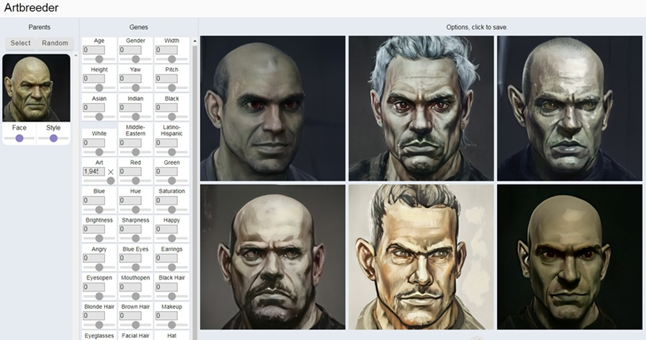 Artbreeder
Parents
Genes
Options, click to save.
Select Random
Face Style
Age Gender Width
0 0 0
Height Yaw Pitch
0 0 0
Asian Indian Black
0 0 0
White Middle-Eastern Latino-Hispanic
0 0 0
Art Red Green
1,945 0 0
Blue Hue Saturation
0 0 0
Brightness Sharpness Happy
0 0 0
Angry Blue Eyes Earrings
0 0 0
Eyesopen Mouthopen Black Hair
0 0 0
Blonde Hair Brown Hair Makeup
0 0 0
Eyeglasses Facial Hair Hat